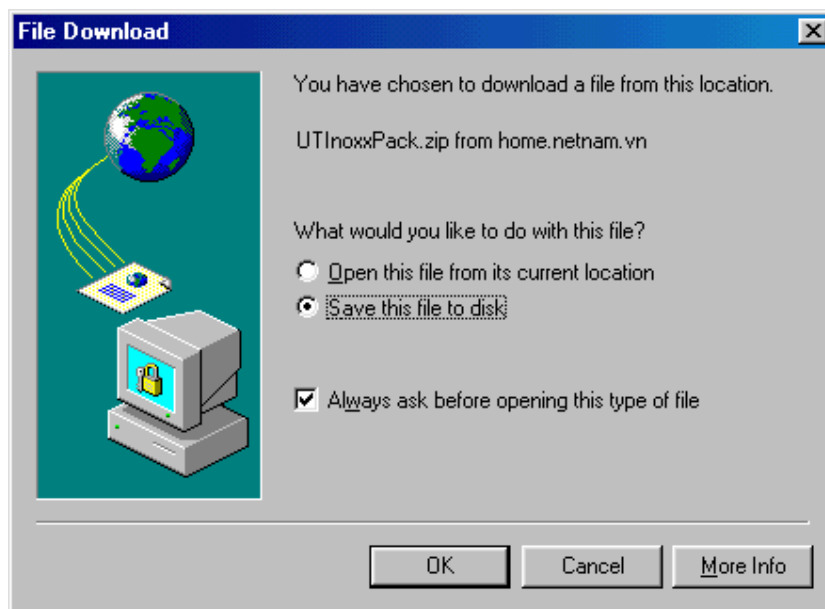 File Download
You have chosen to download a file from this location.
UTInoxxPack.zip from home.netnam.vn
What would you like to do with this file?
Open this file from its current location
Save this file to disk
Always ask before opening this type of file
OK
Cancel
More Info